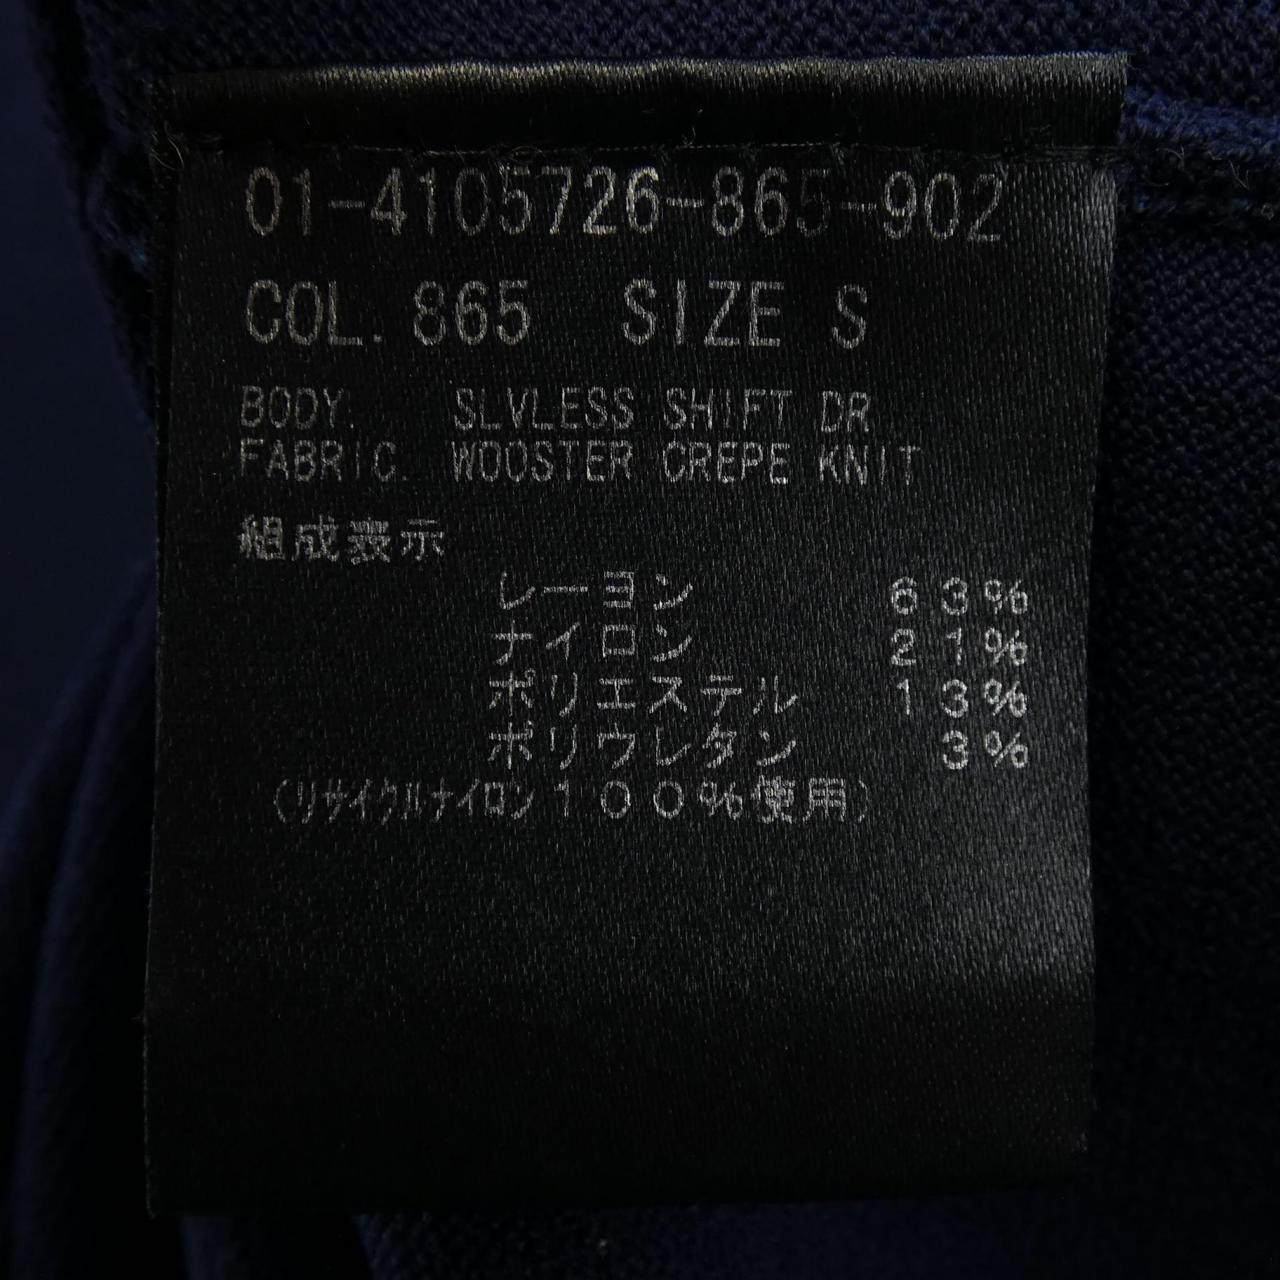 01-4105726-865-902
COL. 865 SIZE S
BODY. SLVLESS SHIFT DR
FABRIC. WOOSTER CREPE KNIT
組成表示
レーヨン 63%
ナイロン 21%
ポリエステル 13%
ポリウレタン 3%
(リサイクルナイロン100%使用)